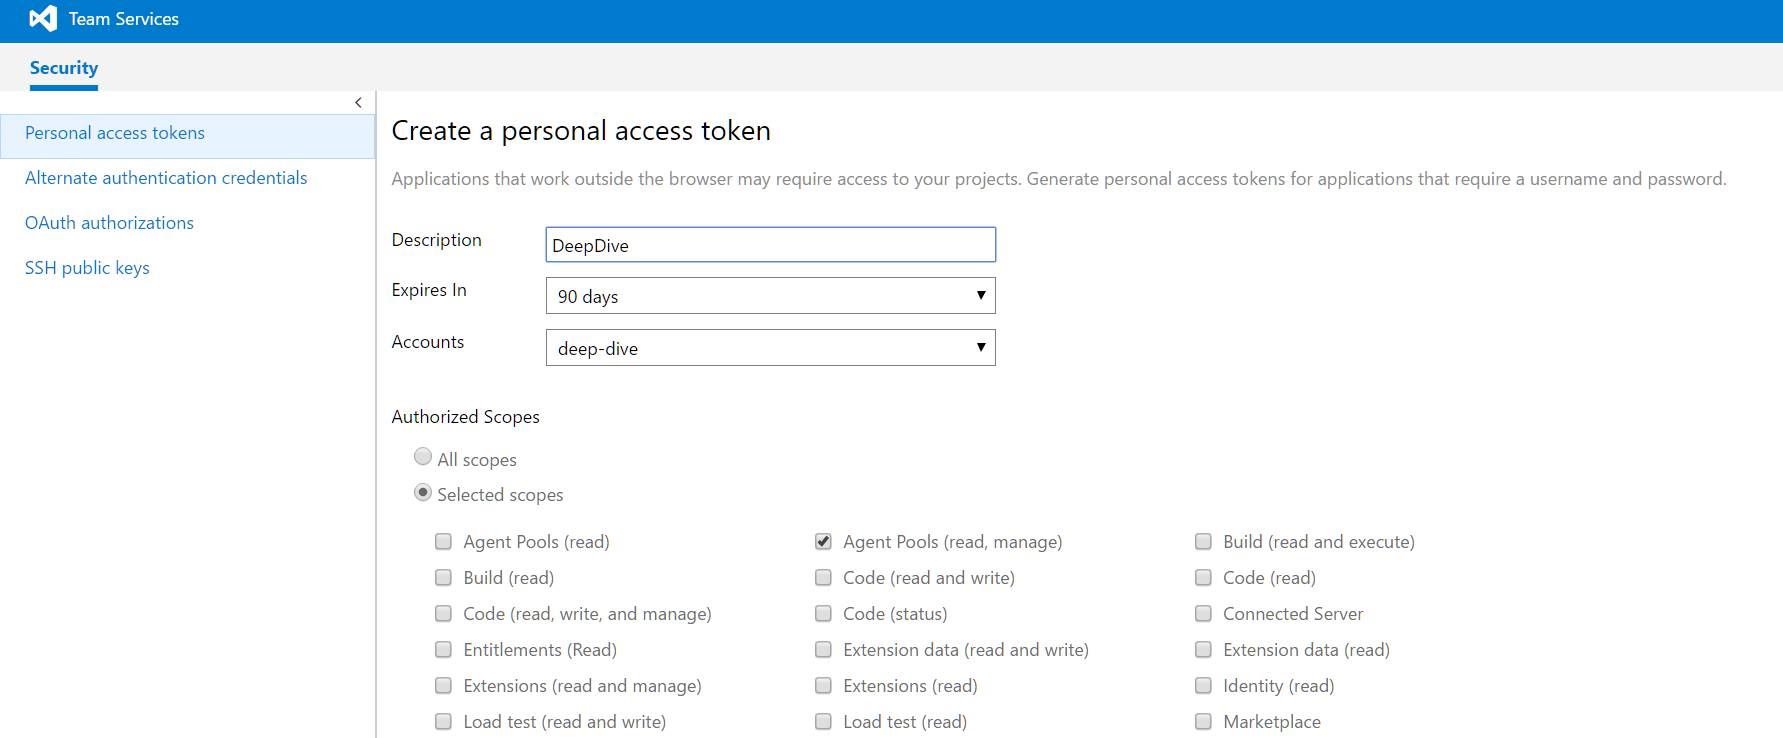 Team Services
Security
Personal access tokens
Alternate authentication credentials
OAuth authorizations
SSH public keys
Create a personal access token
Applications that work outside the browser may require access to your projects. Generate personal access tokens for applications that require a username and password.
Description DeepDive
Expires In 90 days
Accounts deep-dive
Authorized Scopes
All scopes
Selected scopes
Agent Pools (read) Agent Pools (read, manage) Build (read and execute)
Build (read) Code (read and write) Code (read)
Code (read, write, and manage) Code (status) Connected Server
Entitlements (Read) Extension data (read and write) Extension data (read)
Extensions (read and manage) Extensions (read) Identity (read)
Load test (read and write) Load test (read) Marketplace